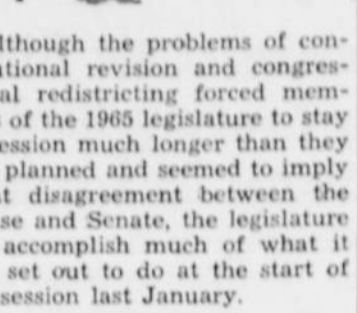 lthough the problems of con-
tional revision and congres-
al redistricting forced mem-
s of the 1965 legislature to stay
ession much longer than they
planned and seemed to imply
t disagreement between the
se and Senate, the legislature
accomplish much of what it
set out to do at the start of
session last January.